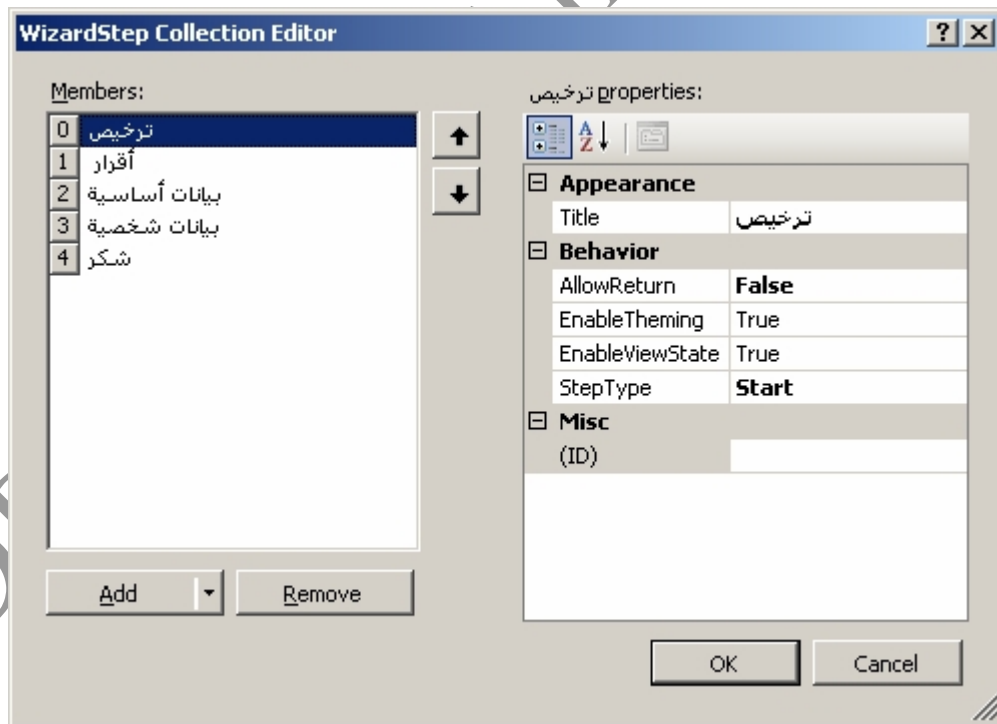 WizardStep Collection Editor
Members:
0 ترخيص
1 أقرار
2 بيانات أساسية
3 بيانات شخصية
4 شكر
Add
Remove
ترخيص properties:
Appearance
Title ترخيص
Behavior
AllowReturn False
EnableTheming True
EnableViewState True
StepType Start
Misc
(ID)
OK
Cancel